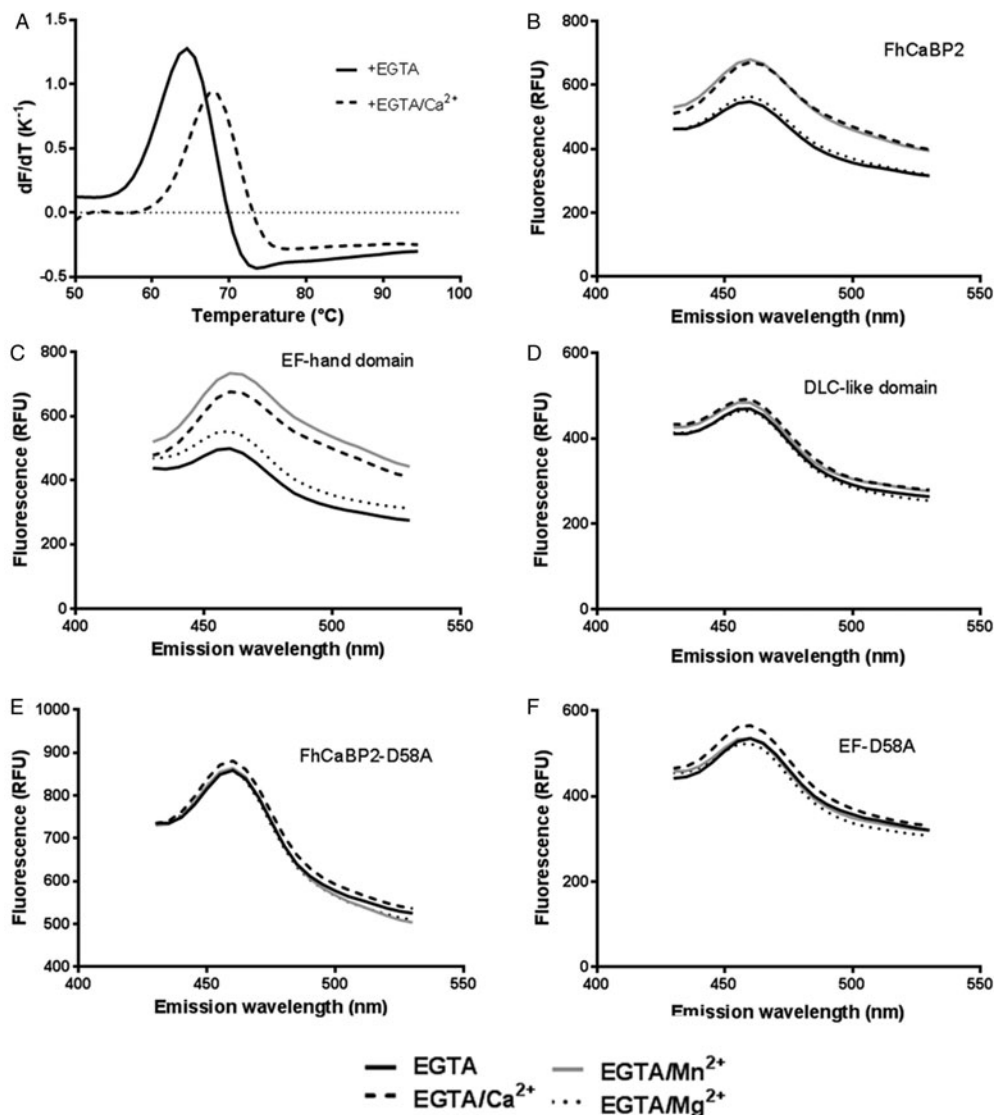 A
1.5
1.0
0.5
0.0
-0.5
dF/dT (K⁻¹)
+EGTA
+EGTA/Ca²⁺
50 60 70 80 90 100
Temperature (°C)
B
FhCaBP2
800
600
400
200
0
Fluorescence (RFU)
400 450 500 550
Emission wavelength (nm)
C
EF-hand domain
800
600
400
200
0
Fluorescence (RFU)
400 450 500 550
Emission wavelength (nm)
D
DLC-like domain
600
400
200
0
Fluorescence (RFU)
400 450 500 550
Emission wavelength (nm)
E
FhCaBP2-D58A
1000
900
800
700
600
500
400
Fluorescence (RFU)
400 450 500 550
Emission wavelength (nm)
F
EF-D58A
600
400
200
0
Fluorescence (RFU)
400 450 500 550
Emission wavelength (nm)
EGTA
EGTA/Mn²⁺
EGTA/Ca²⁺
EGTA/Mg²⁺